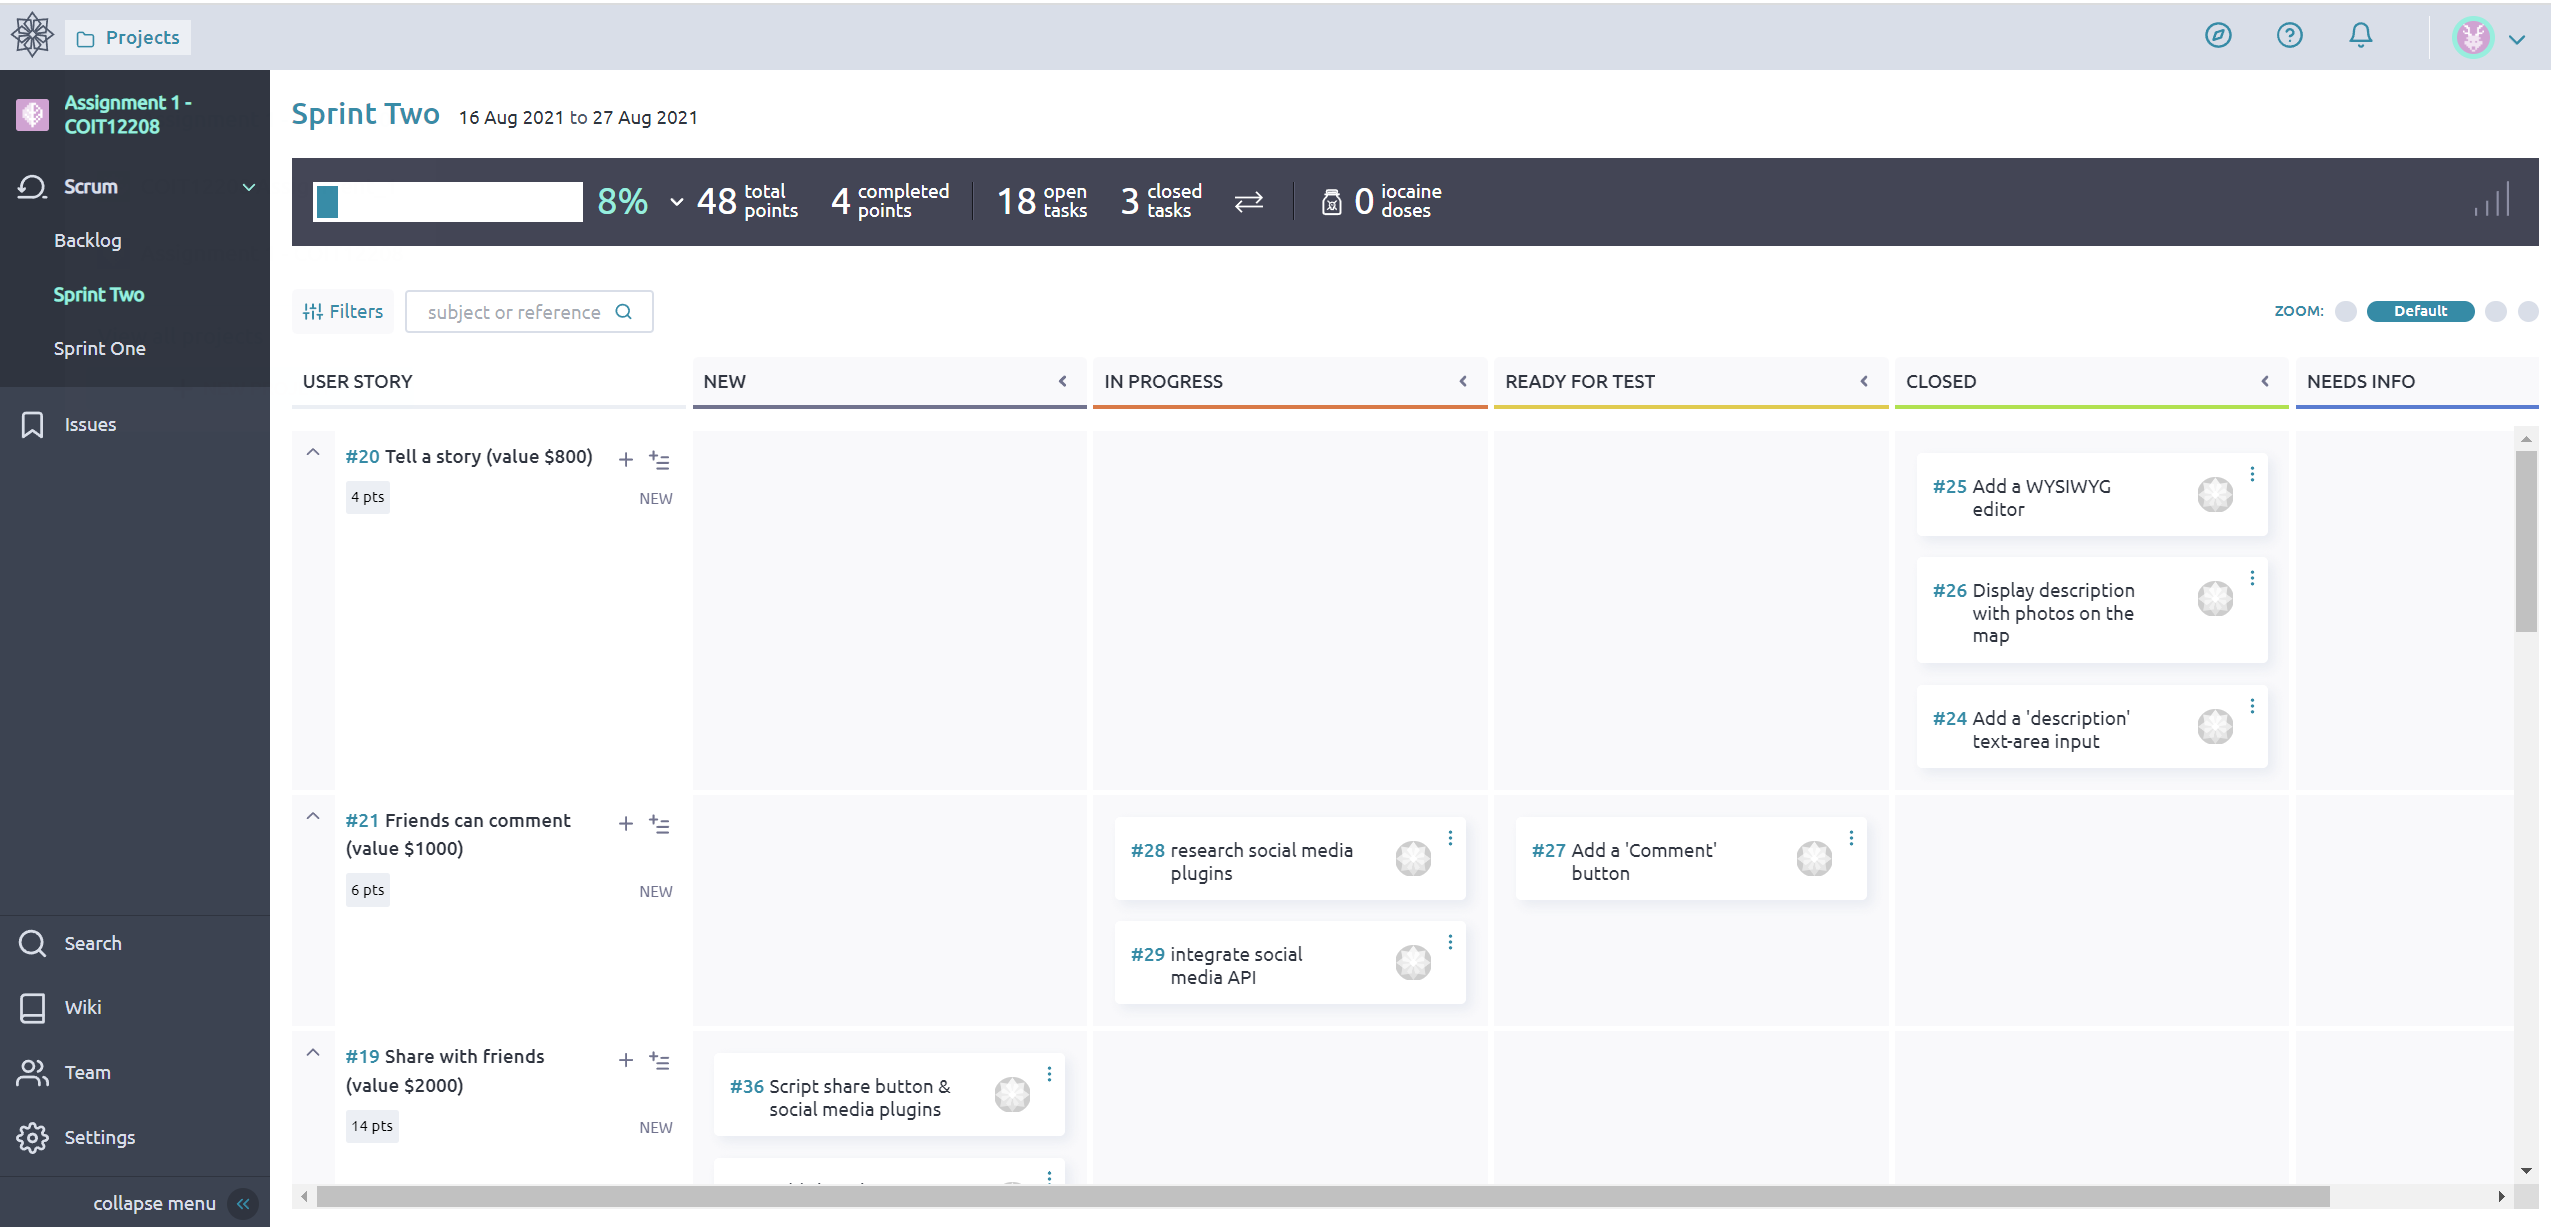 Projects
Assignment 1 -
COIT12208
Scrum
Backlog
Sprint Two
Sprint One
Issues
Search
Wiki
Team
Settings
collapse menu
Sprint Two 16 Aug 2021 to 27 Aug 2021
8% 48 total points 4 completed points 18 open tasks 3 closed tasks 0 iocaine doses
Filters subject or reference
ZOOM: Default
USER STORY NEW IN PROGRESS READY FOR TEST CLOSED NEEDS INFO
#20 Tell a story (value $800)
4 pts NEW
#25 Add a WYSIWYG
editor
#26 Display description
with photos on the
map
#24 Add a 'description'
text-area input
#21 Friends can comment
(value $1000)
6 pts NEW
#28 research social media
plugins
#29 integrate social
media API
#27 Add a 'Comment'
button
#19 Share with friends
(value $2000)
14 pts NEW
#36 Script share button &
social media plugins